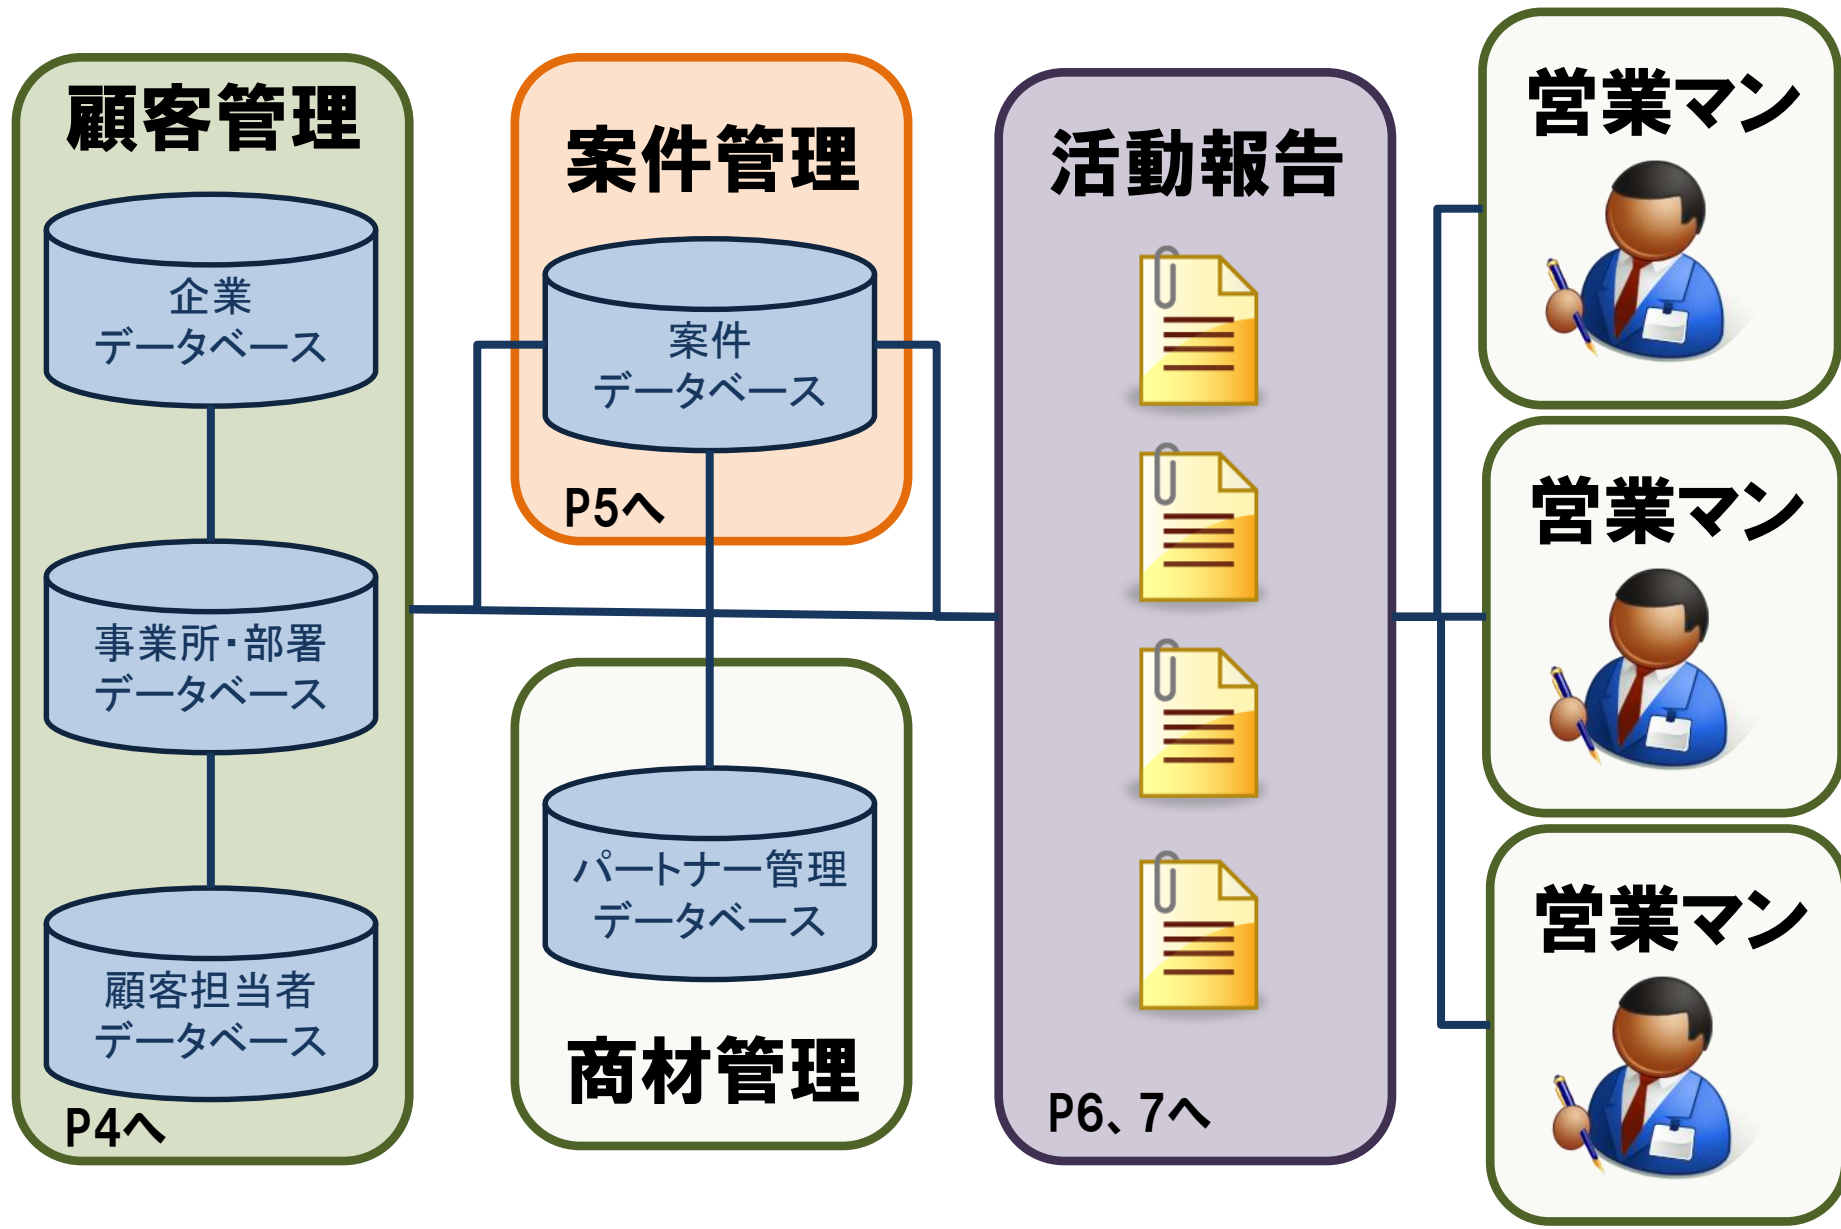 顧客管理
企業
データベース
事業所・部署
データベース
顧客担当者
データベース
P4へ
案件管理
案件
データベース
P5へ
パートナー管理
データベース
商材管理
活動報告
P6、7へ
営業マン
営業マン
営業マン